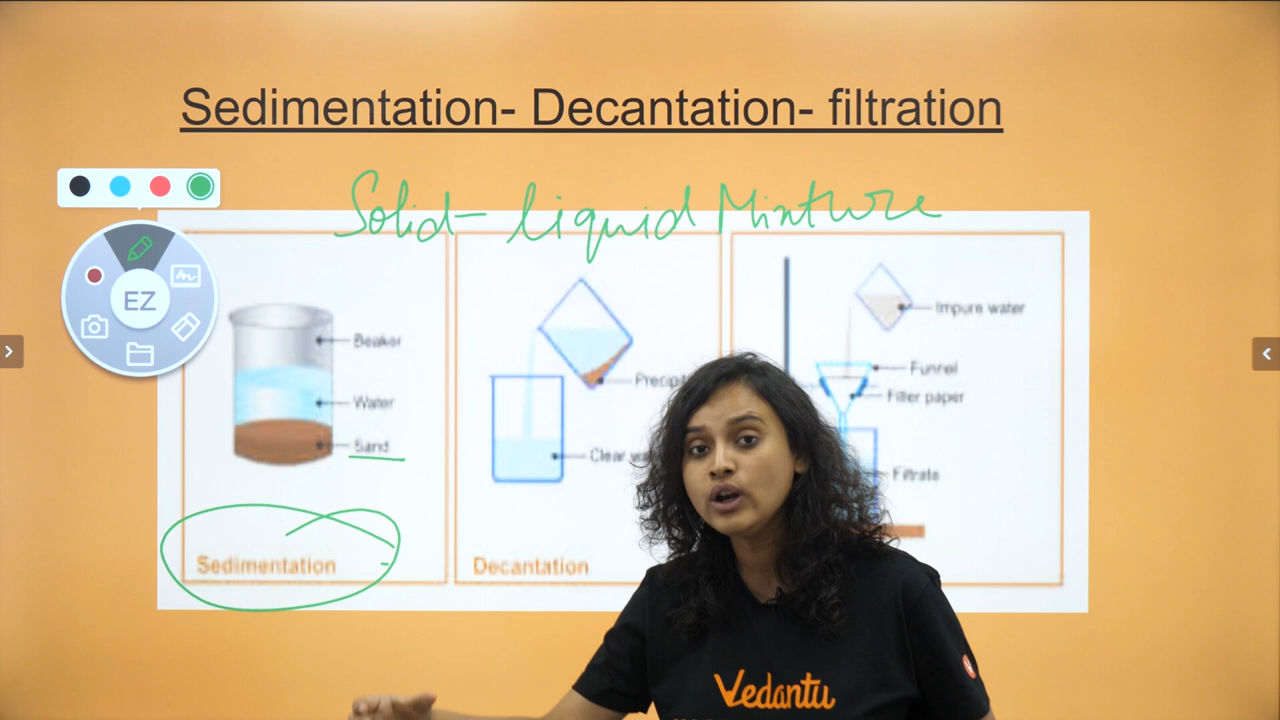 Sedimentation- Decantation- filtration
Solid- liquid Mixture
EZ
Beaker
Water
Sand
Sedimentation
Clear
Decantation
Impure water
Funnel
Filter paper
Filtrate
Vedantu